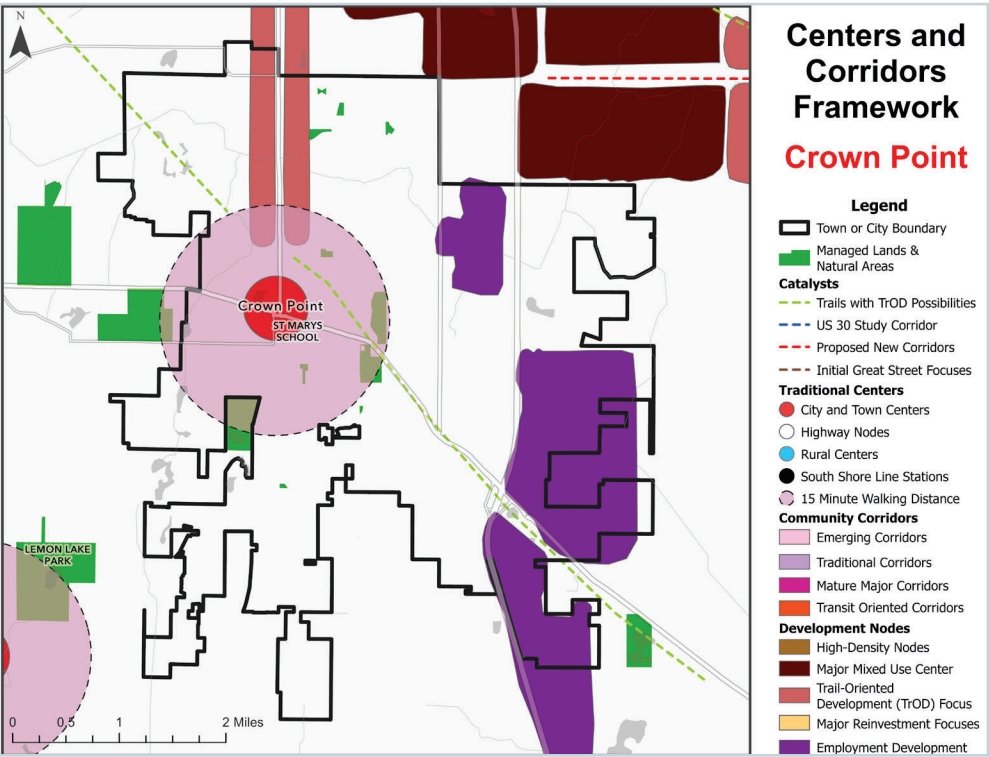 N
Crown Point
ST MARYS
SCHOOL
LEMON LAKE
PARK
0 0.5 1 2 Miles
Centers and
Corridors
Framework
Crown Point
Legend
Town or City Boundary
Managed Lands &
Natural Areas
Catalysts
Trails with TrOD Possibilities
US 30 Study Corridor
Proposed New Corridors
Initial Great Street Focuses
Traditional Centers
City and Town Centers
Highway Nodes
Rural Centers
South Shore Line Stations
15 Minute Walking Distance
Community Corridors
Emerging Corridors
Traditional Corridors
Mature Major Corridors
Transit Oriented Corridors
Development Nodes
High-Density Nodes
Major Mixed Use Center
Trail-Oriented
Development (TrOD) Focus
Major Reinvestment Focuses
Employment Development